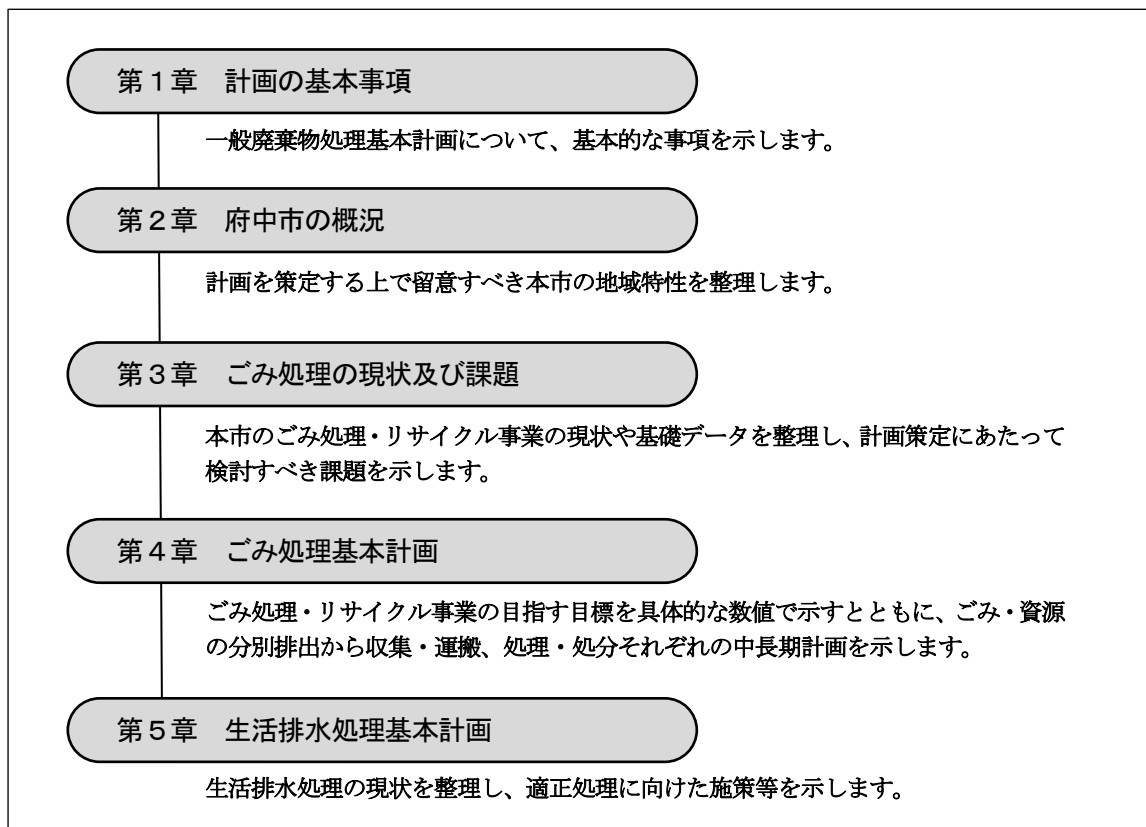 第１章　計画の基本事項
一般廃棄物処理基本計画について、基本的な事項を示します。
第２章　府中市の概況
計画を策定する上で留意すべき本市の地域特性を整理します。
第３章　ごみ処理の現状及び課題
本市のごみ処理・リサイクル事業の現状や基礎データを整理し、計画策定にあたって
検討すべき課題を示します。
第４章　ごみ処理基本計画
ごみ処理・リサイクル事業の目指す目標を具体的な数値で示すとともに、ごみ・資源
の分別排出から収集・運搬、処理・処分それぞれの中長期計画を示します。
第５章　生活排水処理基本計画
生活排水処理の現状を整理し、適正処理に向けた施策等を示します。